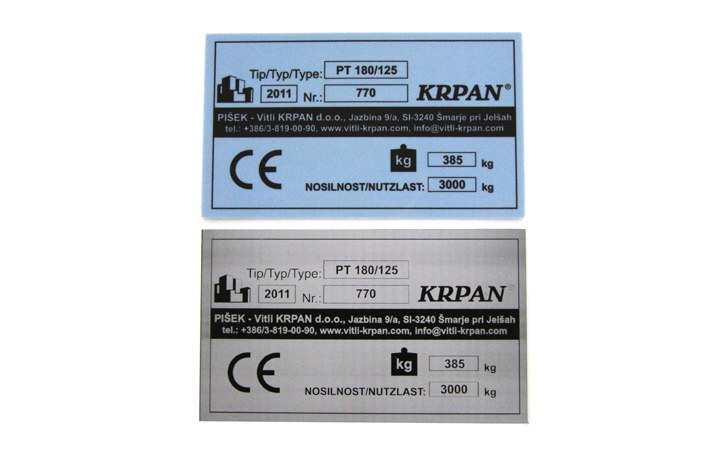 Tip/Typ/Type: PT 180/125
2011 Nr.: 770 KRPAN®
PIŠEK - Vitli KRPAN d.o.o., Jazbina 9/a, SI-3240 Šmarje pri Jelšah
tel.: +386/3-819-00-90, www.vitli-krpan.com, info@vitli-krpan.com
CE kg 385 kg
NOSILNOST/NUTZLAST: 3000 kg
Tip/Typ/Type: PT 180/125
2011 Nr.: 770 KRPAN®
PIŠEK - Vitli KRPAN d.o.o., Jazbina 9/a, SI-3240 Šmarje pri Jelšah
tel.: +386/3-819-00-90, www.vitli-krpan.com, info@vitli-krpan.com
CE kg 385 kg
NOSILNOST/NUTZLAST: 3000 kg